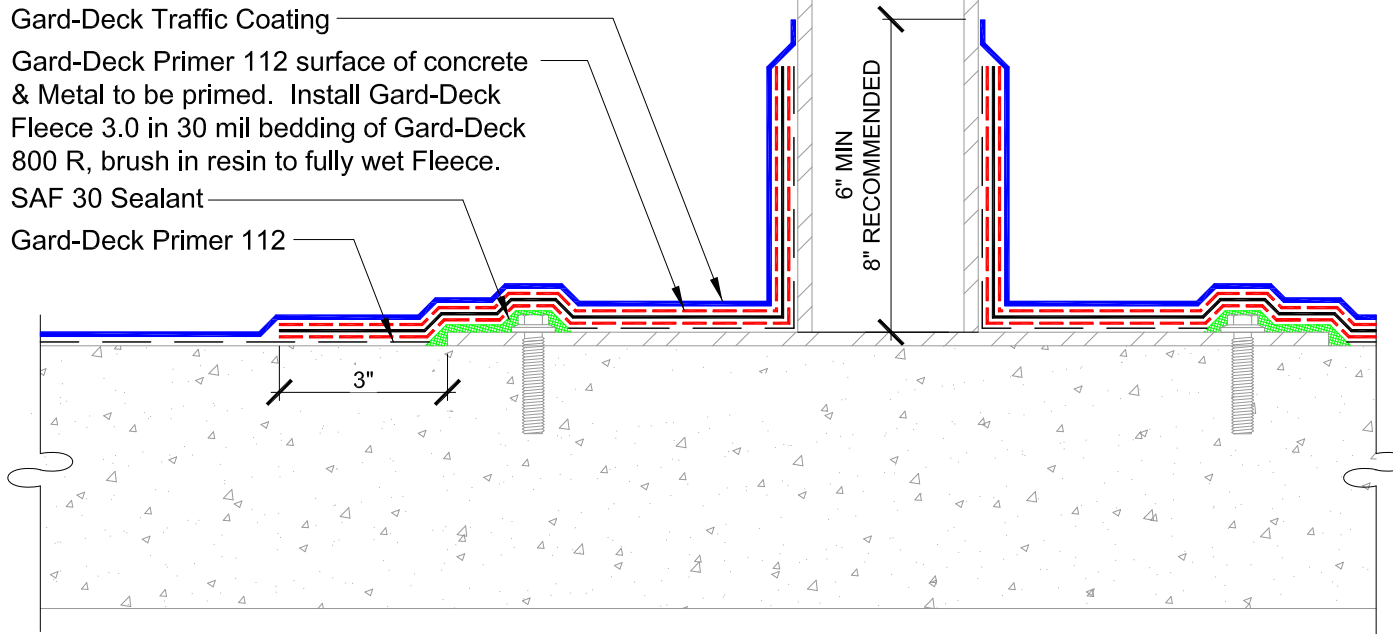 Gard-Deck Traffic Coating
Gard-Deck Primer 112 surface of concrete
& Metal to be primed. Install Gard-Deck
Fleece 3.0 in 30 mil bedding of Gard-Deck
800 R, brush in resin to fully wet Fleece.
SAF 30 Sealant
Gard-Deck Primer 112
6" MIN
8" RECOMMENDED
3"